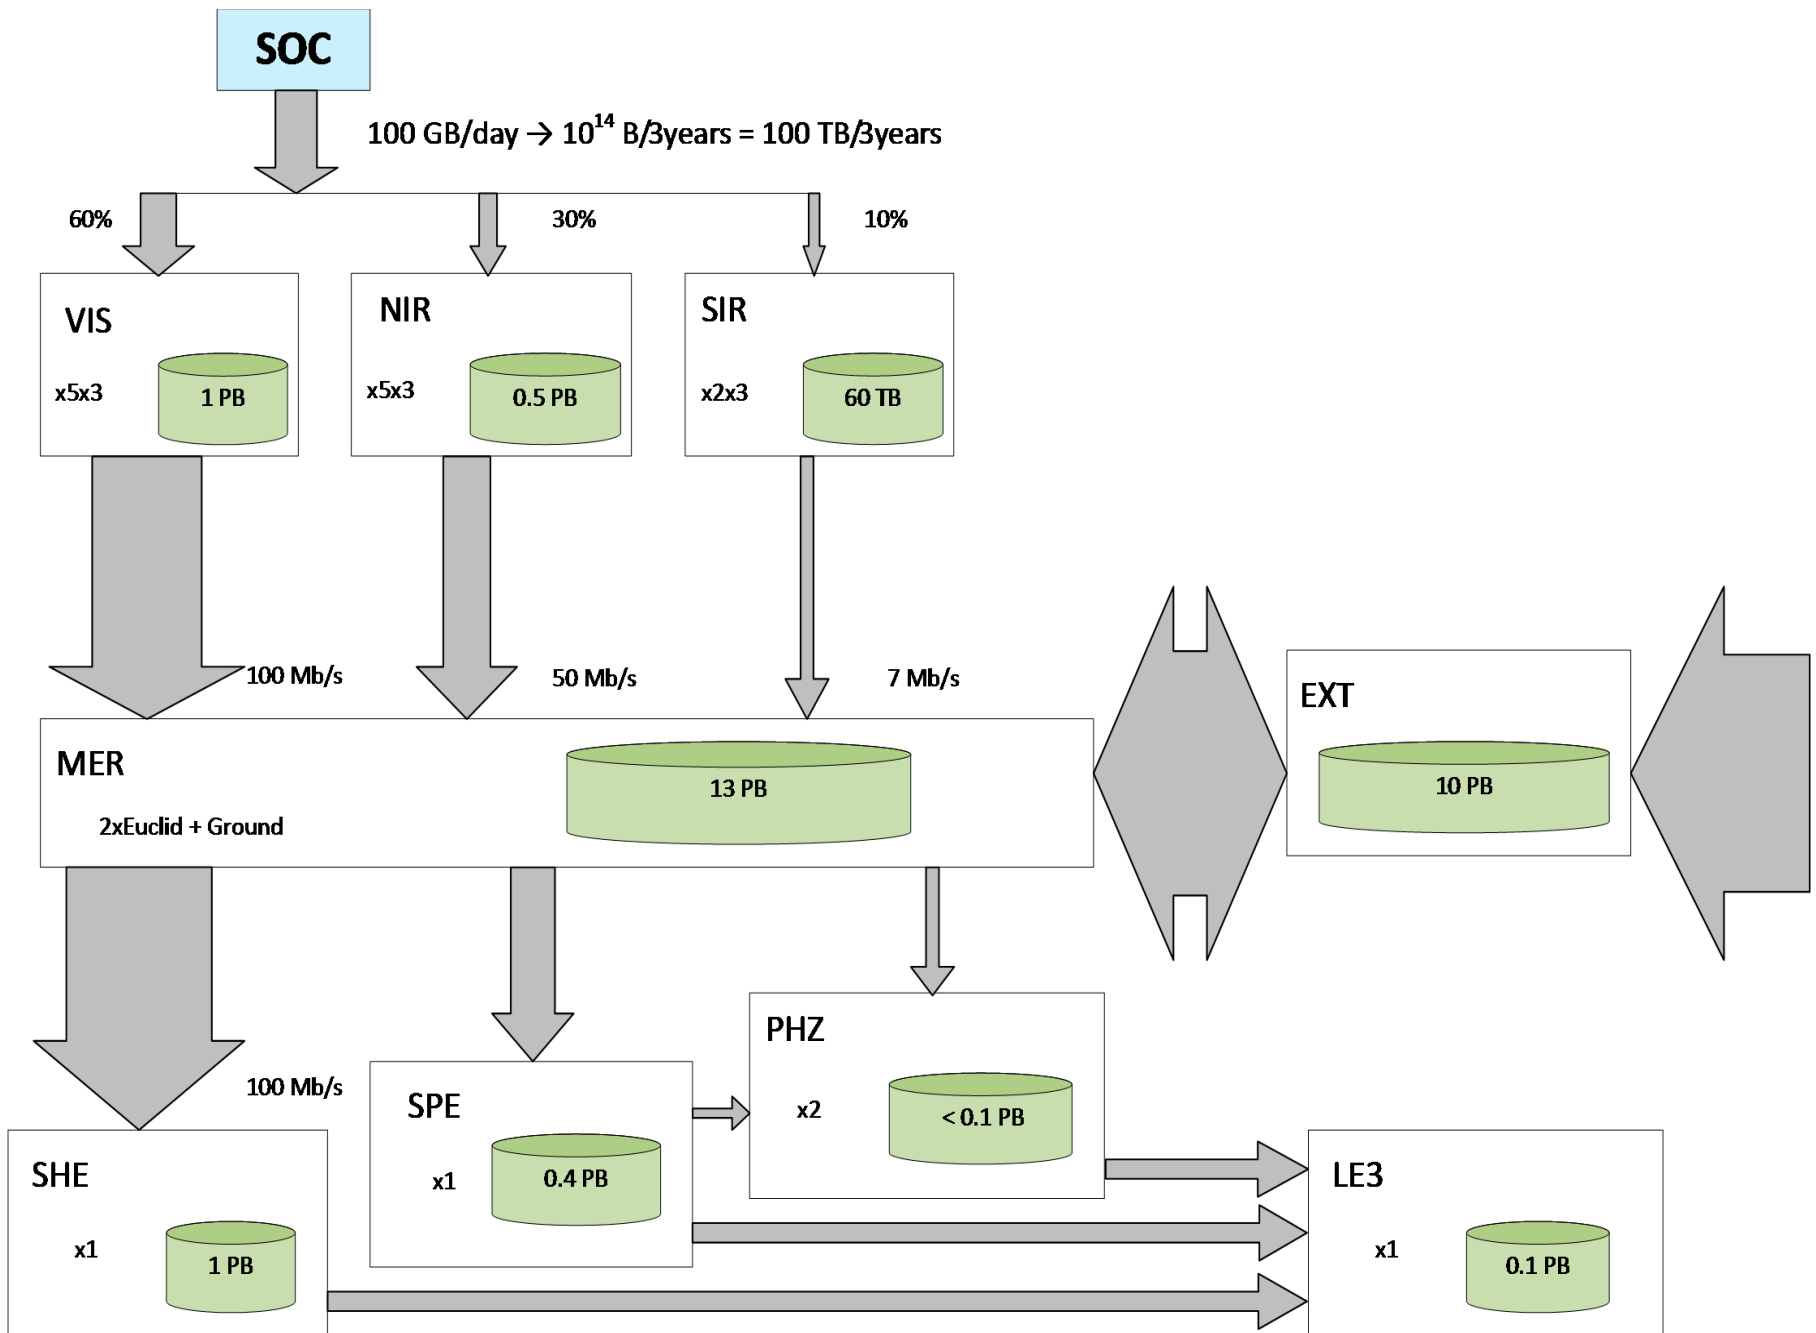 SOC
100 GB/day → 10^14 B/3years = 100 TB/3years
60%
30%
10%
VIS
x5x3
1 PB
NIR
x5x3
0.5 PB
SIR
x2x3
60 TB
100 Mb/s
50 Mb/s
7 Mb/s
MER
2xEuclid + Ground
13 PB
EXT
10 PB
100 Mb/s
SHE
x1
1 PB
SPE
x1
0.4 PB
PHZ
x2
< 0.1 PB
LE3
x1
0.1 PB